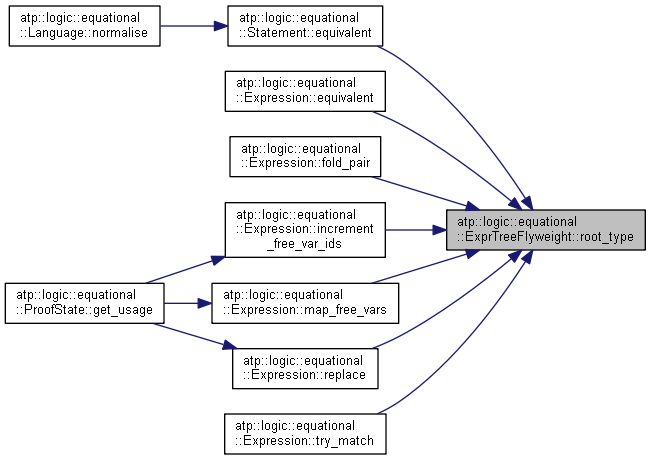 atp::logic::equational
::Language::normalise
atp::logic::equational
::Statement::equivalent
atp::logic::equational
::Expression::equivalent
atp::logic::equational
::Expression::fold_pair
atp::logic::equational
::Expression::increment
_free_var_ids
atp::logic::equational
::ExprTreeFlyweight::root_type
atp::logic::equational
::ProofState::get_usage
atp::logic::equational
::Expression::map_free_vars
atp::logic::equational
::Expression::replace
atp::logic::equational
::Expression::try_match